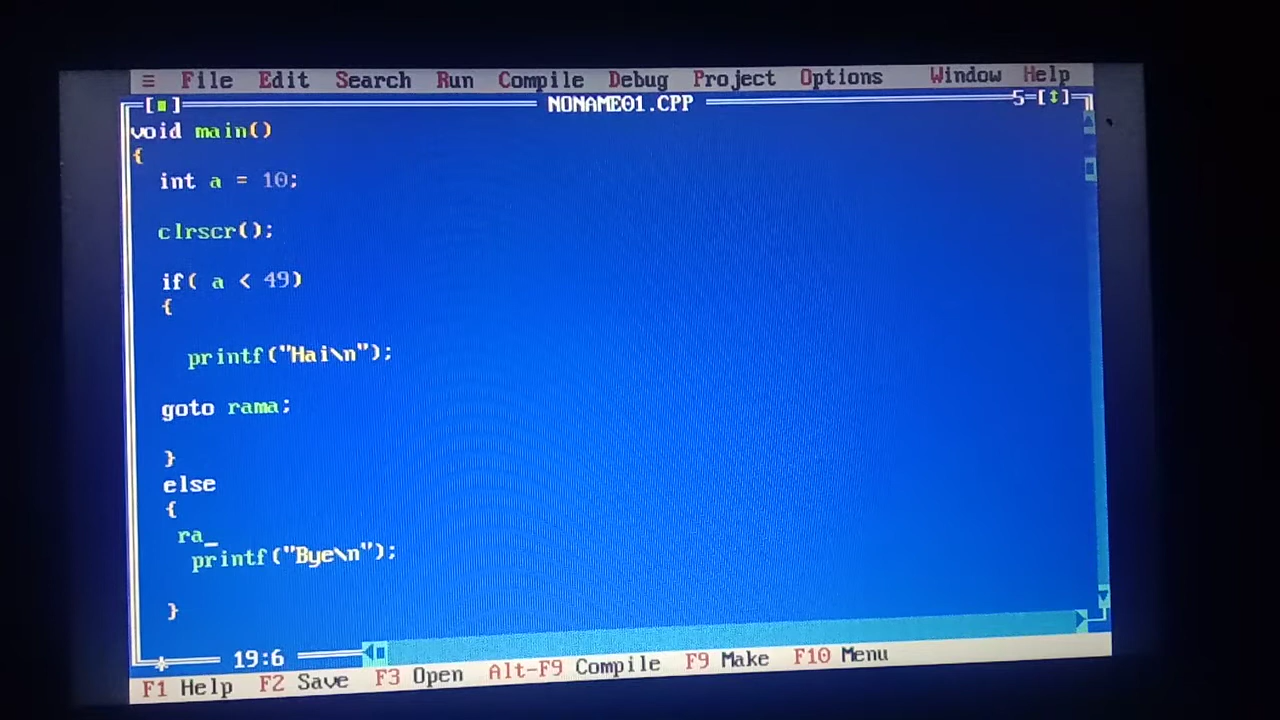 ≡ File Edit Search Run Compile Debug Project Options Window Help
[■] NONAME01.CPP 5=[↕]
void main()
{
int a = 10;
clrscr();
if( a < 49)
{
printf("Hai\n");
goto rama;
}
else
{
ra_
printf("Bye\n");
}
* 19:6
F1 Help F2 Save F3 Open Alt-F9 Compile F9 Make F10 Menu